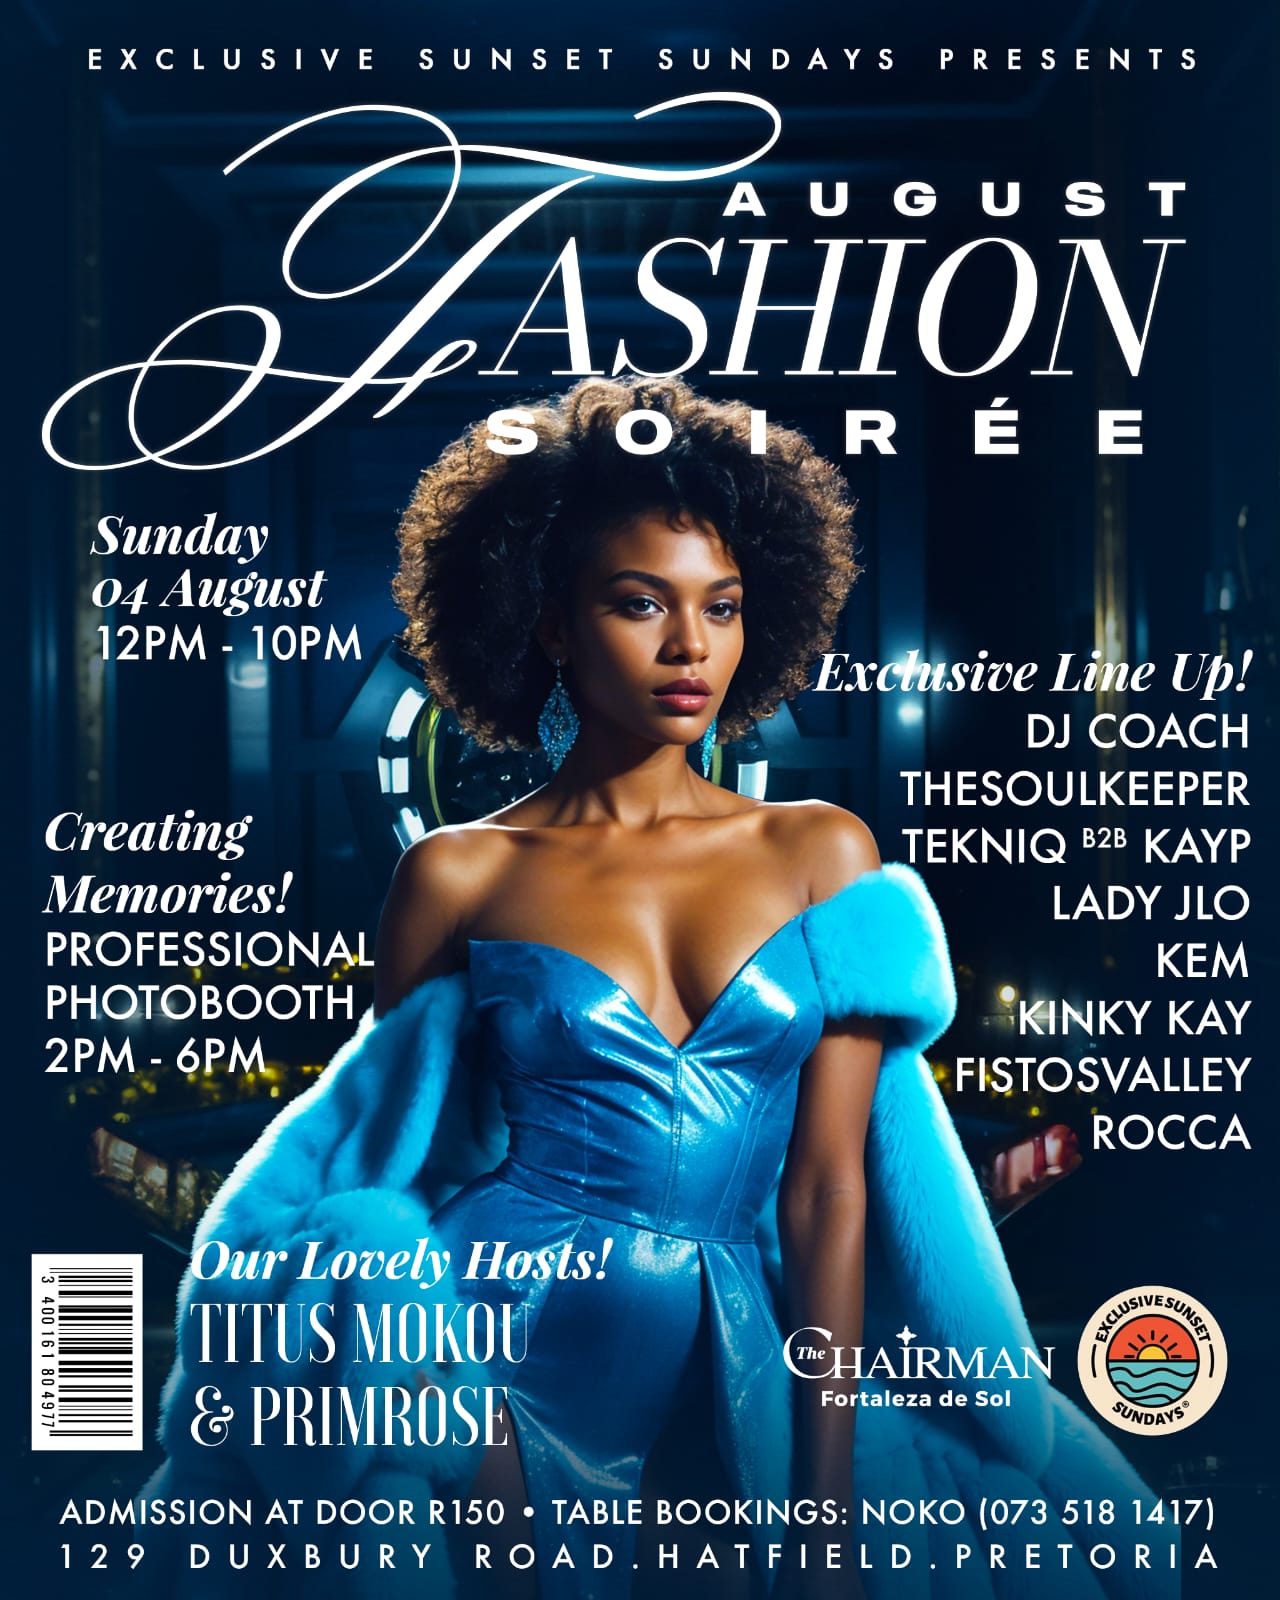 EXCLUSIVE SUNSET SUNDAYS PRESENTS
AUGUST
FASHION
SOIRÉE
Sunday
04 August
12PM - 10PM
Exclusive Line Up!
DJ COACH
THESOULKEEPER
TEKNIQ B2B KAYP
LADY JLO
KEM
KINKY KAY
FISTOSVALLEY
ROCCA
Creating
Memories!
PROFESSIONAL
PHOTOBOOTH
2PM - 6PM
Our Lovely Hosts!
TITUS MOKOU
& PRIMROSE
3 400161 804977
The CHAIRMAN
Fortaleza de Sol
EXCLUSIVE SUNSET
SUNDAYS®
ADMISSION AT DOOR R150 • TABLE BOOKINGS: NOKO (073 518 1417)
129 DUXBURY ROAD.HATFIELD.PRETORIA